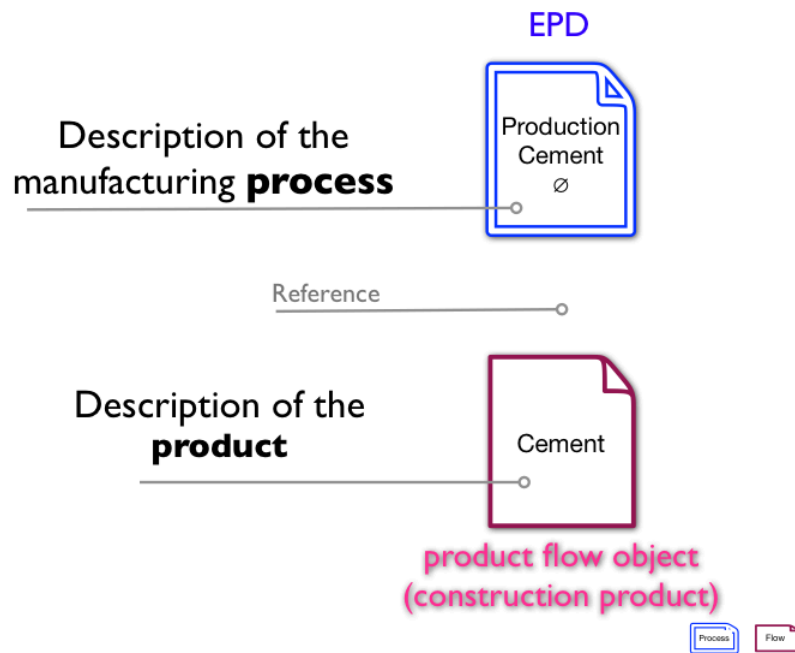 EPD
Production
Cement
∅
Description of the
manufacturing process
Reference
Description of the
product
Cement
product flow object
(construction product)
Process
Flow